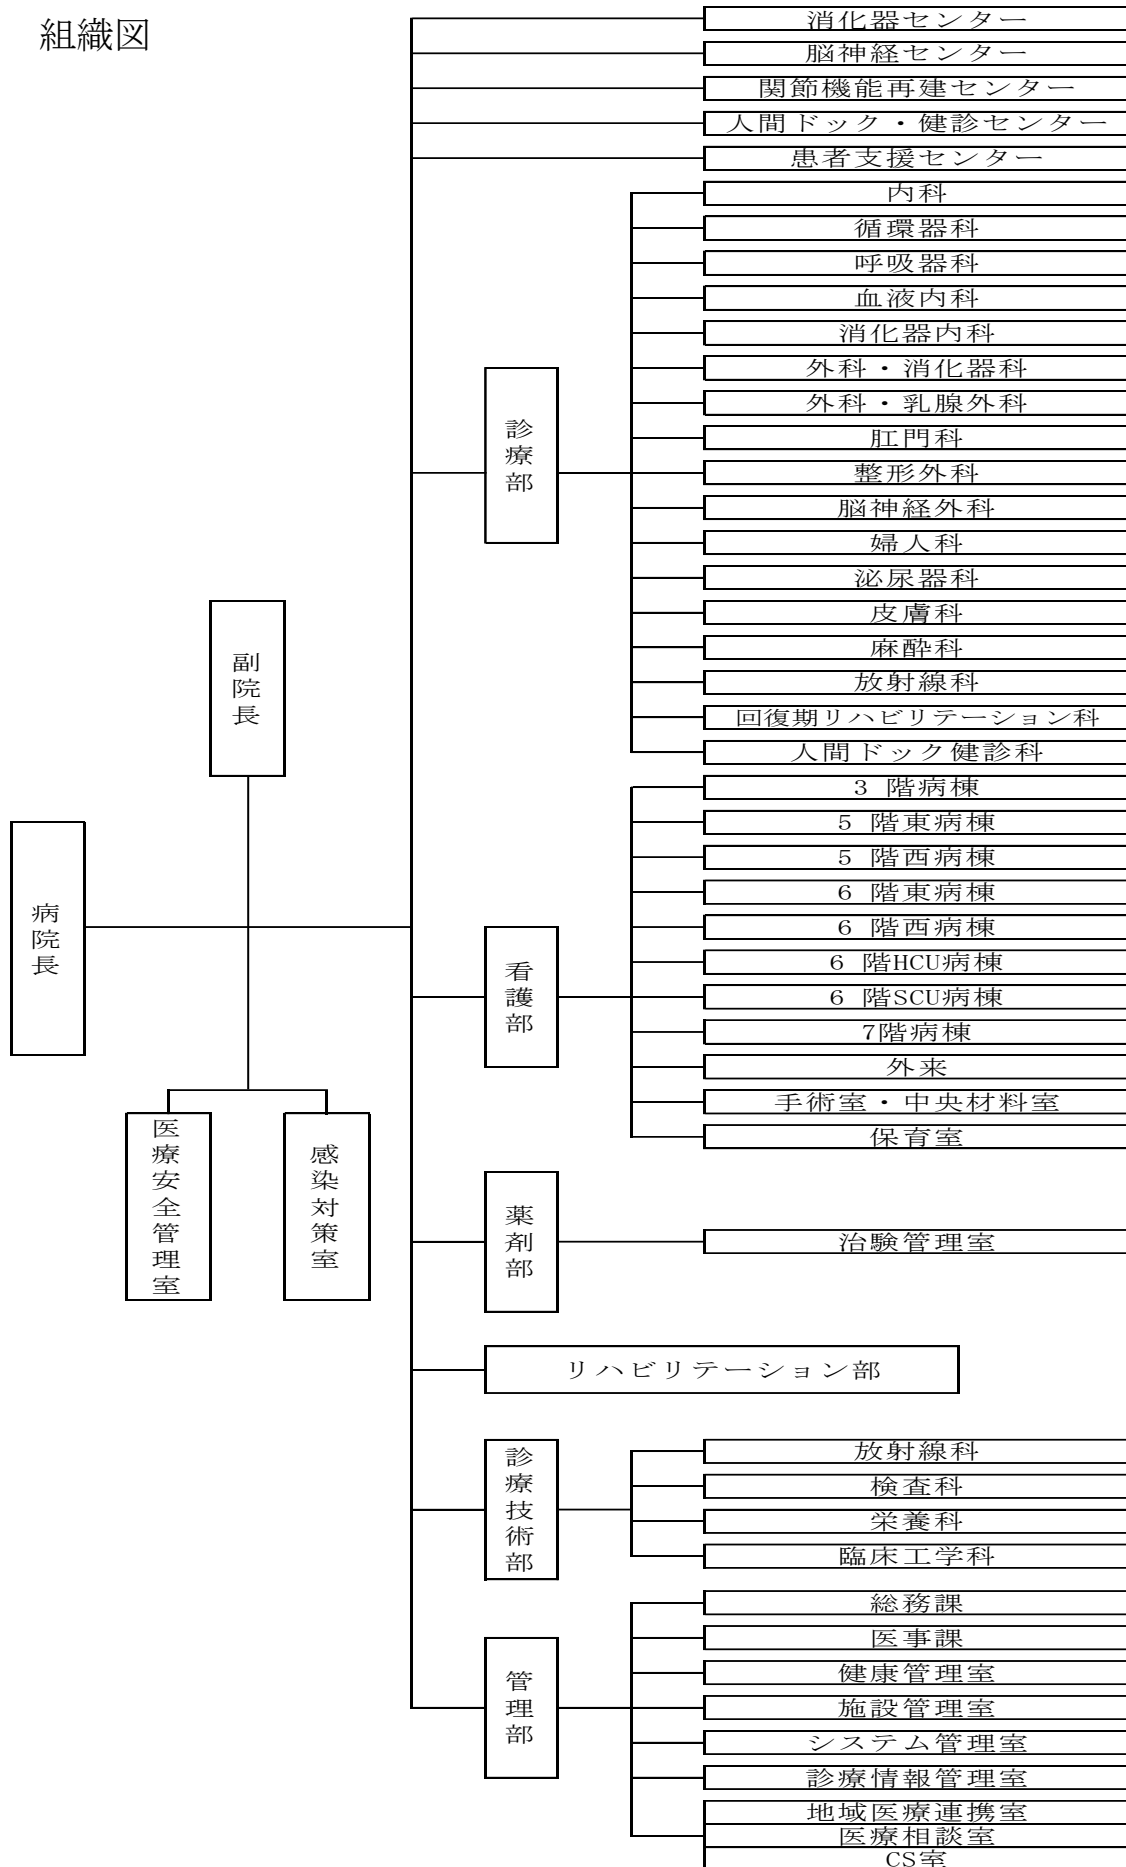 組織図
消化器センター
脳神経センター
関節機能再建センター
人間ドック・健診センター
患者支援センター
診療部
内科
循環器科
呼吸器科
血液内科
消化器内科
外科・消化器科
外科・乳腺外科
肛門科
整形外科
脳神経外科
婦人科
泌尿器科
皮膚科
麻酔科
放射線科
回復期リハビリテーション科
人間ドック健診科
副院長
病院長
医療安全管理室
感染対策室
看護部
3 階病棟
5 階東病棟
5 階西病棟
6 階東病棟
6 階西病棟
6 階HCU病棟
6 階SCU病棟
7階病棟
外来
手術室・中央材料室
保育室
薬剤部
治験管理室
リハビリテーション部
診療技術部
放射線科
検査科
栄養科
臨床工学科
管理部
総務課
医事課
健康管理室
施設管理室
システム管理室
診療情報管理室
地域医療連携室
医療相談室
CS室